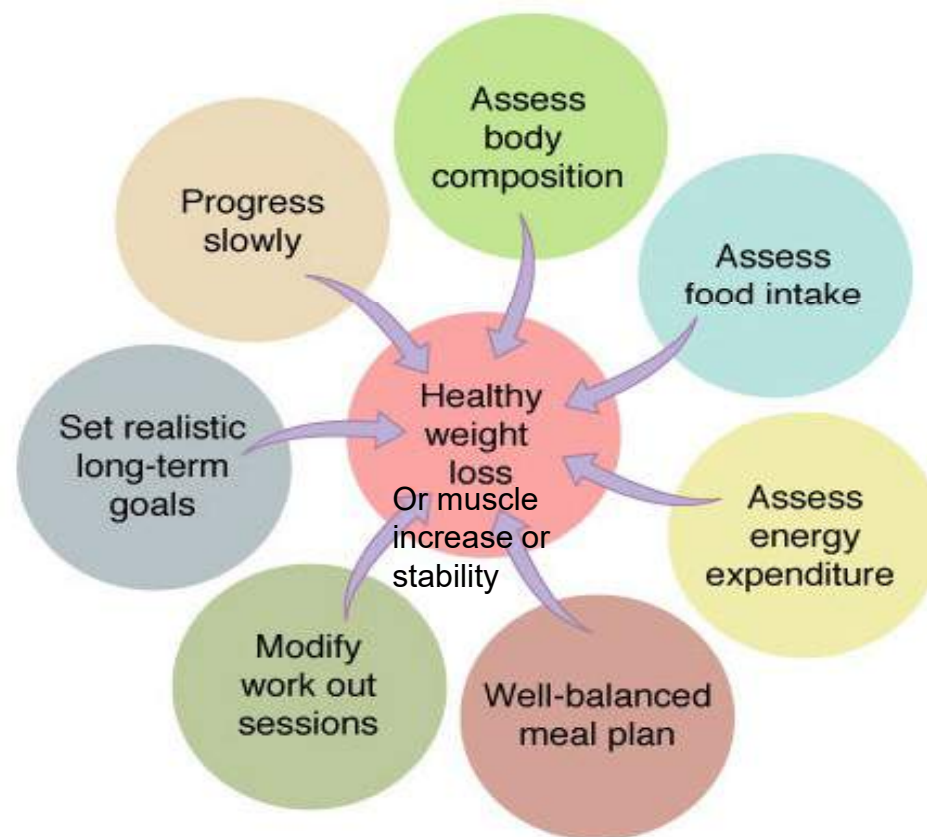 Assess
body
composition
Progress
slowly
Assess
food intake
Healthy
weight
loss
Or muscle
increase or
stability
Set realistic
long-term
goals
Assess
energy
expenditure
Modify
work out
sessions
Well-balanced
meal plan